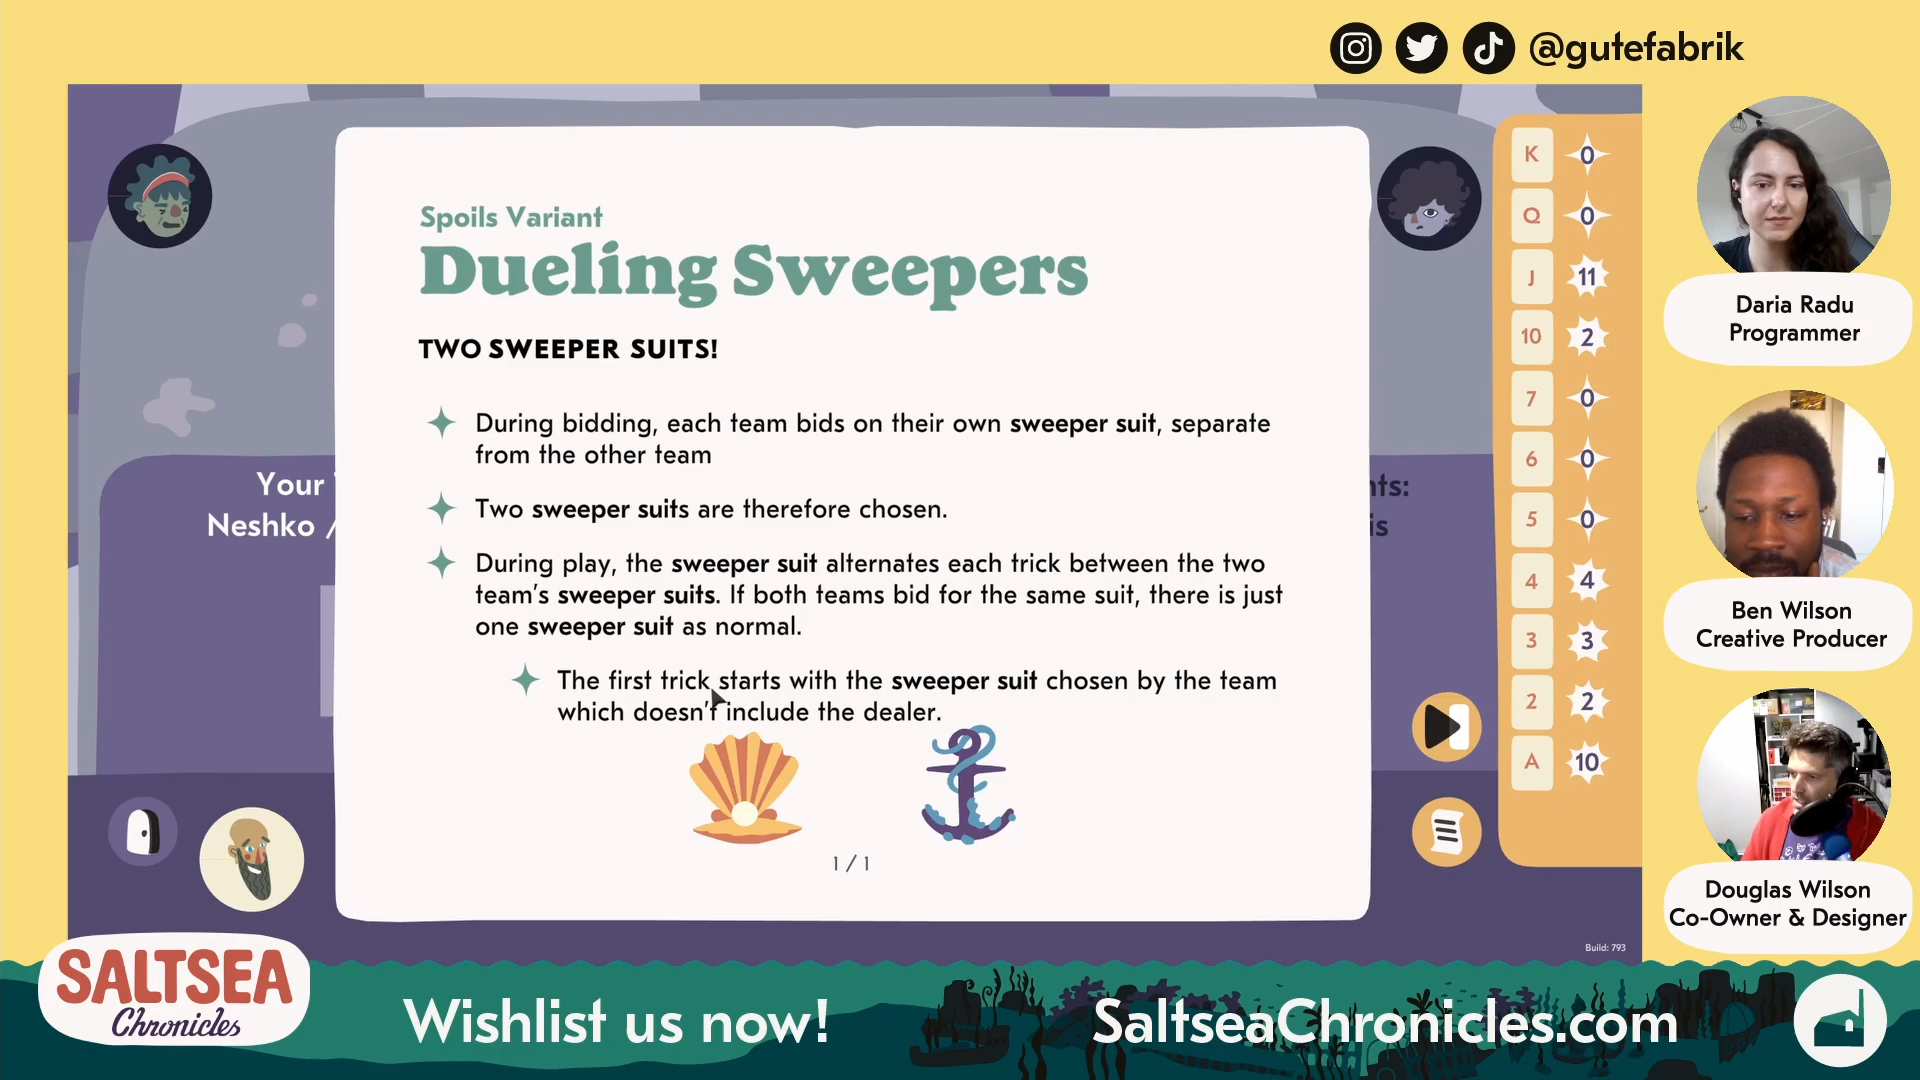 @gutefabrik
Spoils Variant
Dueling Sweepers
TWO SWEEPER SUITS!
During bidding, each team bids on their own sweeper suit, separate
from the other team
Two sweeper suits are therefore chosen.
During play, the sweeper suit alternates each trick between the two
team's sweeper suits. If both teams bid for the same suit, there is just
one sweeper suit as normal.
The first trick starts with the sweeper suit chosen by the team
which doesn't include the dealer.
1 / 1
Your
Neshko /
nts:
is
K 0
Q 0
J 11
10 2
7 0
6 0
5 0
4 4
3 3
2 2
A 10
Build: 793
Daria Radu
Programmer
Ben Wilson
Creative Producer
Douglas Wilson
Co-Owner & Designer
SALTSEA
Chronicles
Wishlist us now!
SaltseaChronicles.com